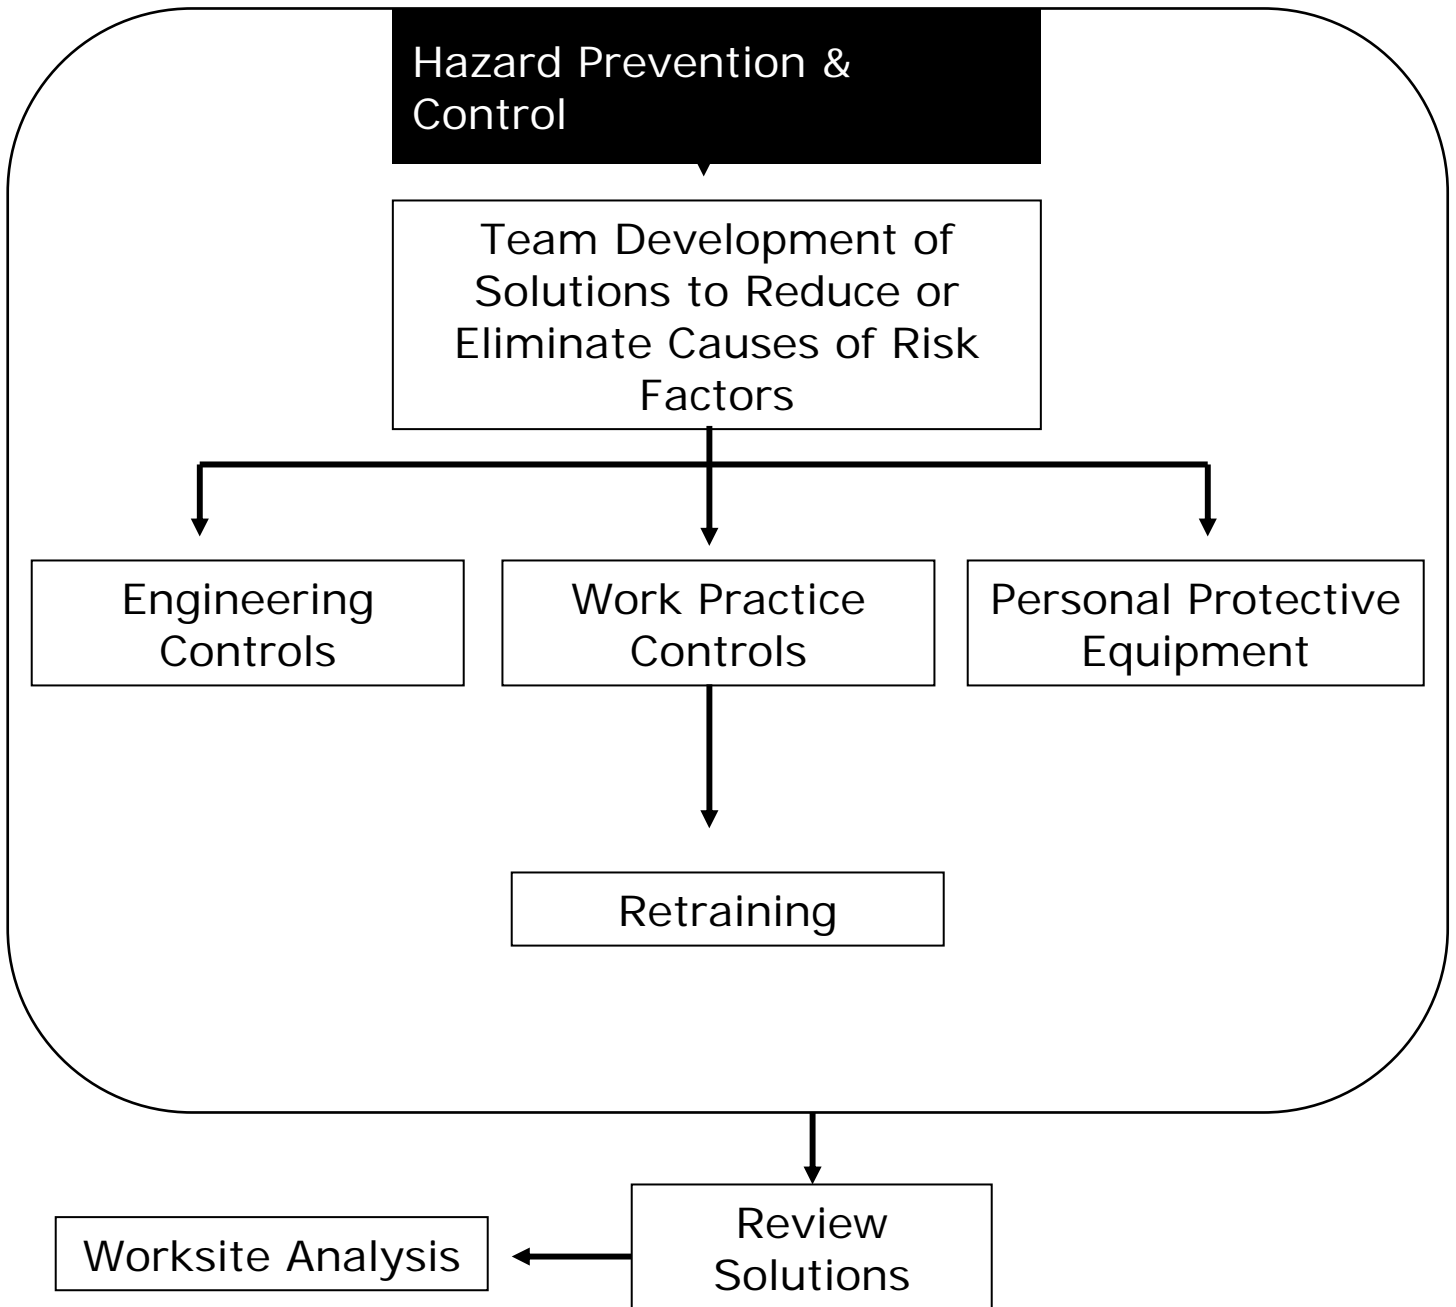 Hazard Prevention &
Control
Team Development of
Solutions to Reduce or
Eliminate Causes of Risk
Factors
Engineering
Controls
Work Practice
Controls
Personal Protective
Equipment
Retraining
Review
Solutions
Worksite Analysis